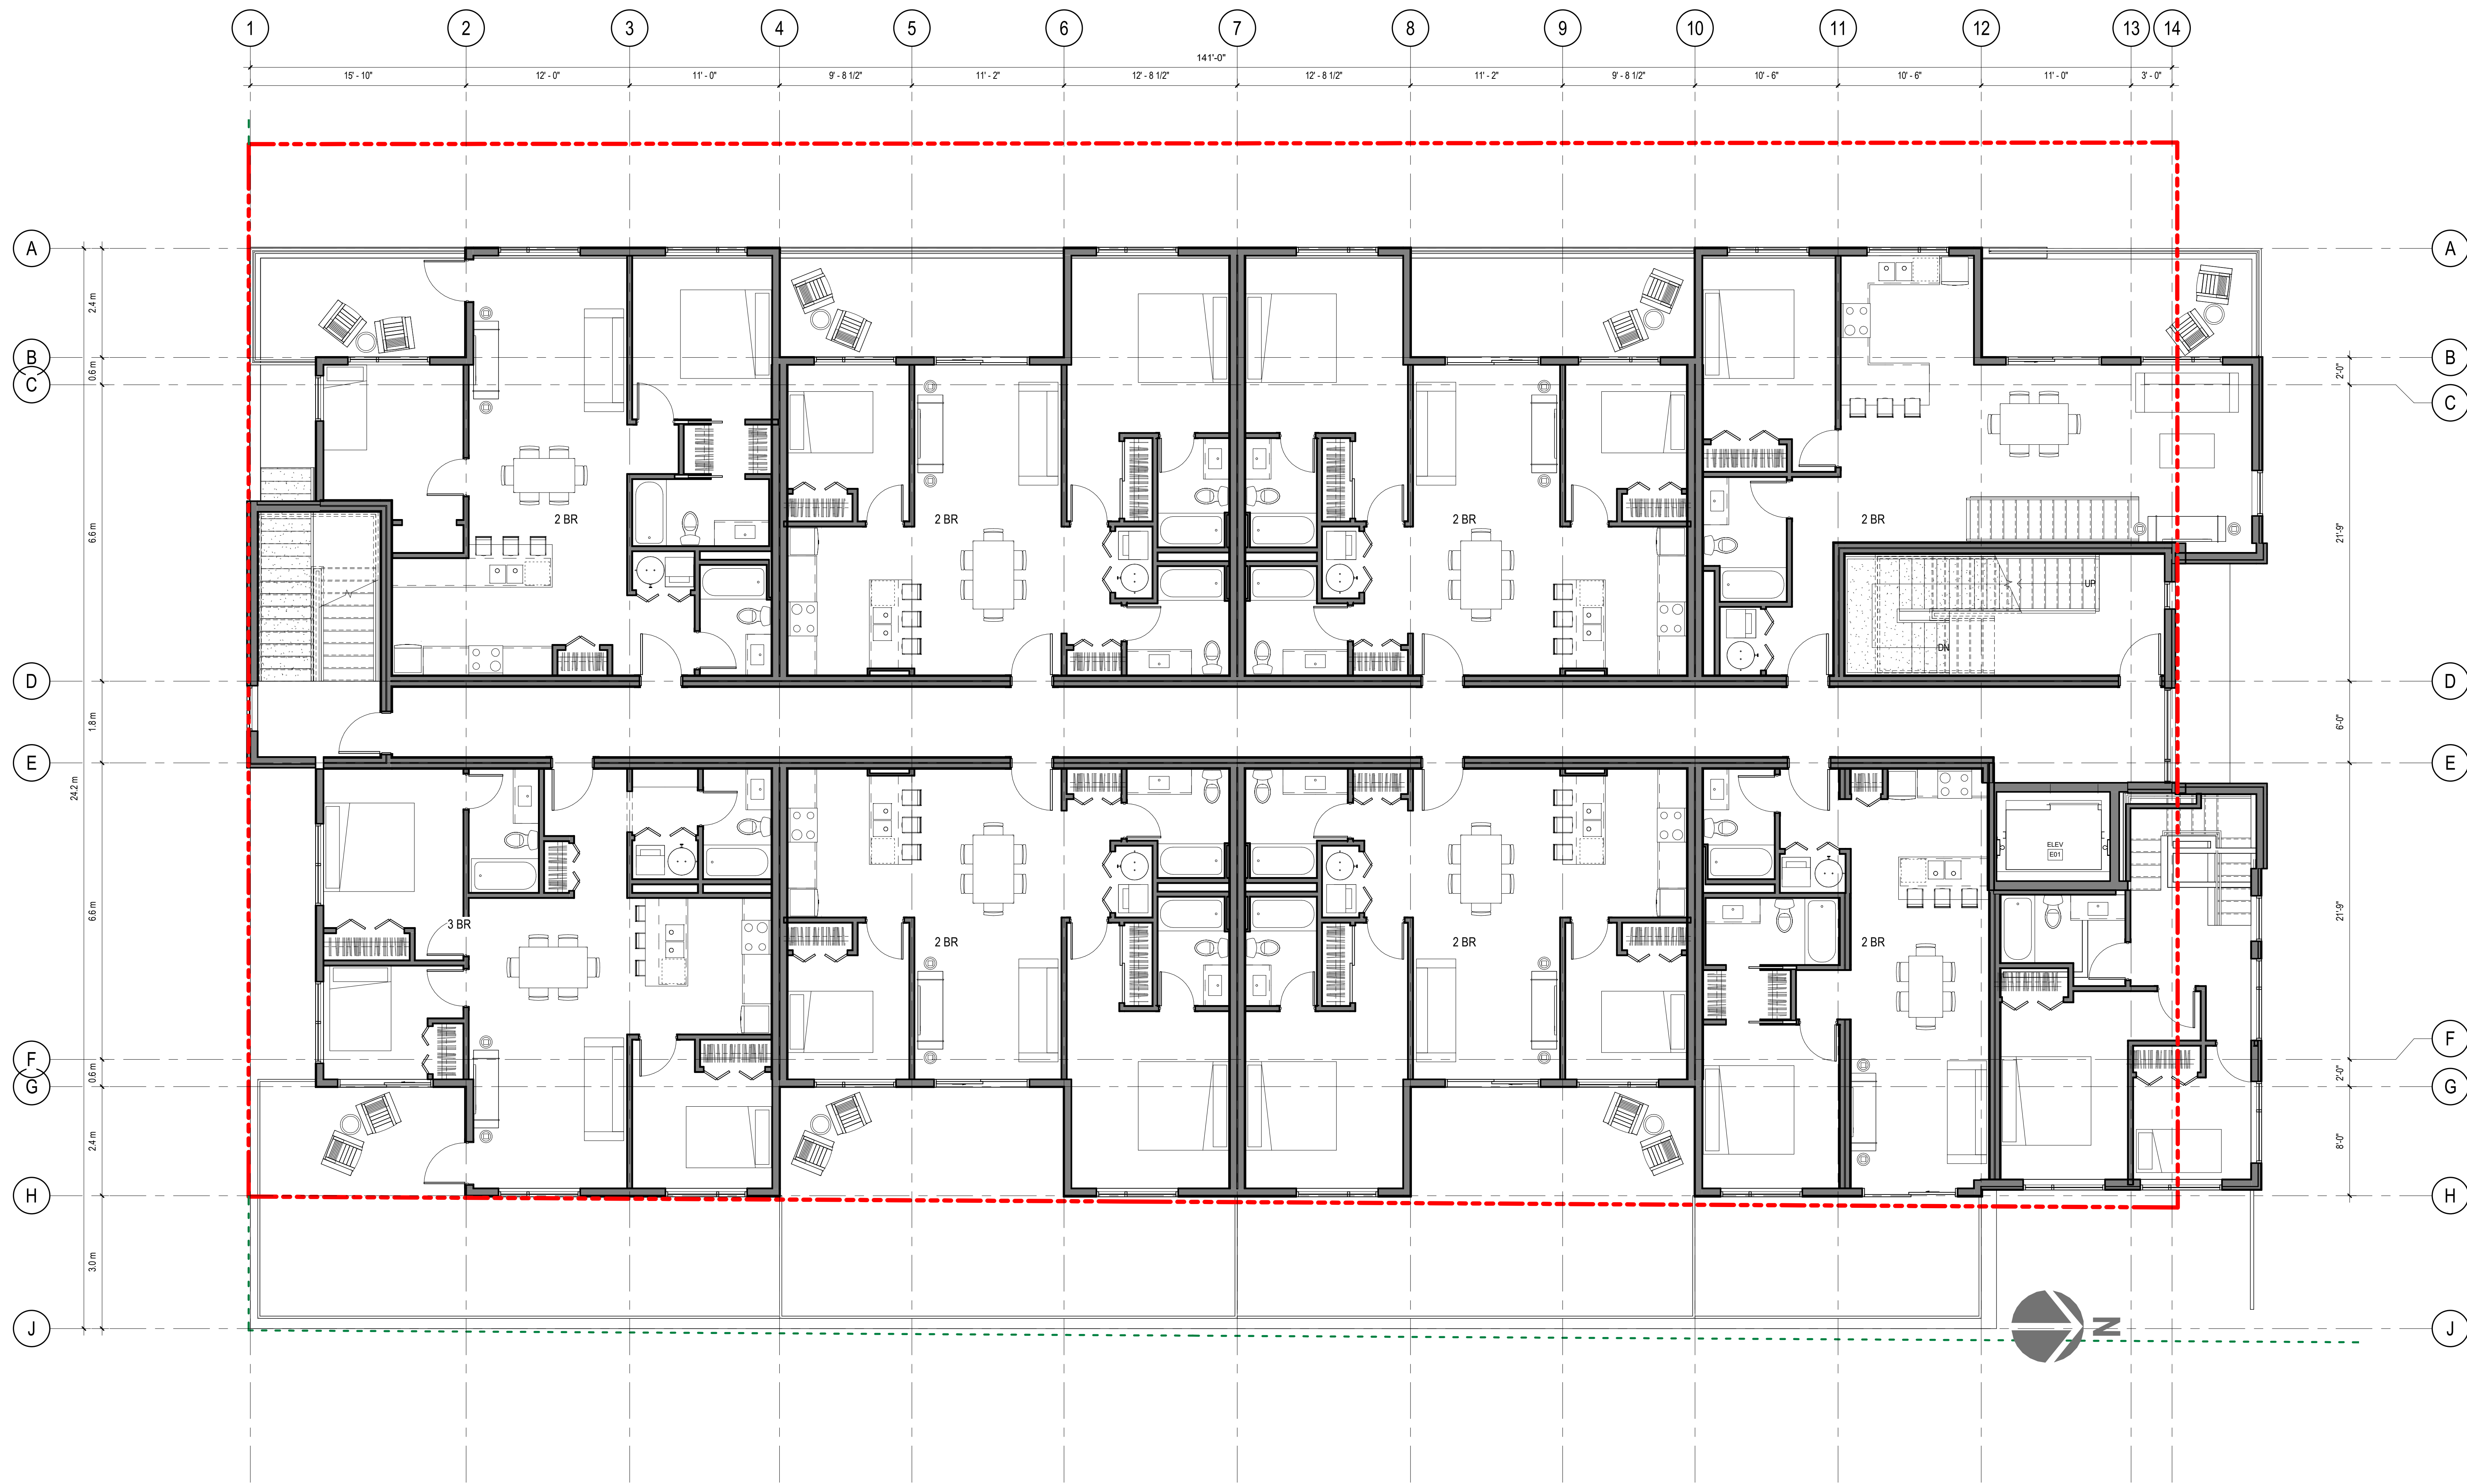 1 2 3 4 5 6 7 8 9 10 11 12 13 14
141'-0"
15' - 10" 12' - 0" 11' - 0" 9' - 8 1/2" 11' - 2" 12' - 8 1/2" 12' - 8 1/2" 11' - 2" 9' - 8 1/2" 10' - 6" 10' - 6" 11' - 0" 3' - 0"
A A
2.4 m
B B
0.6 m 2'-0"
C C
2 BR 2 BR 2 BR 2 BR
6.6 m 21'-9"
UP
DN
D D
1.8 m 6'-0"
E E
24.2 m
ELEV
E01
6.6 m 21'-9"
3 BR 2 BR 2 BR 2 BR
F F
0.6 m 2'-0"
G G
2.4 m 8'-0"
H H
3.0 m
N
J J